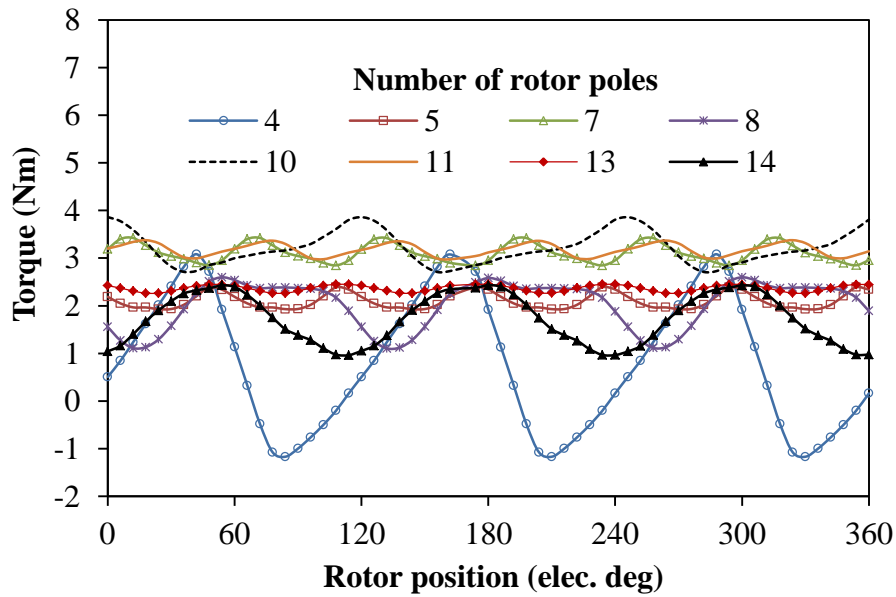 8
7
6
5
4
3
2
1
0
-1
-2
Torque (Nm)
Number of rotor poles
4 5 7 8
10 11 13 14
0 60 120 180 240 300 360
Rotor position (elec. deg)